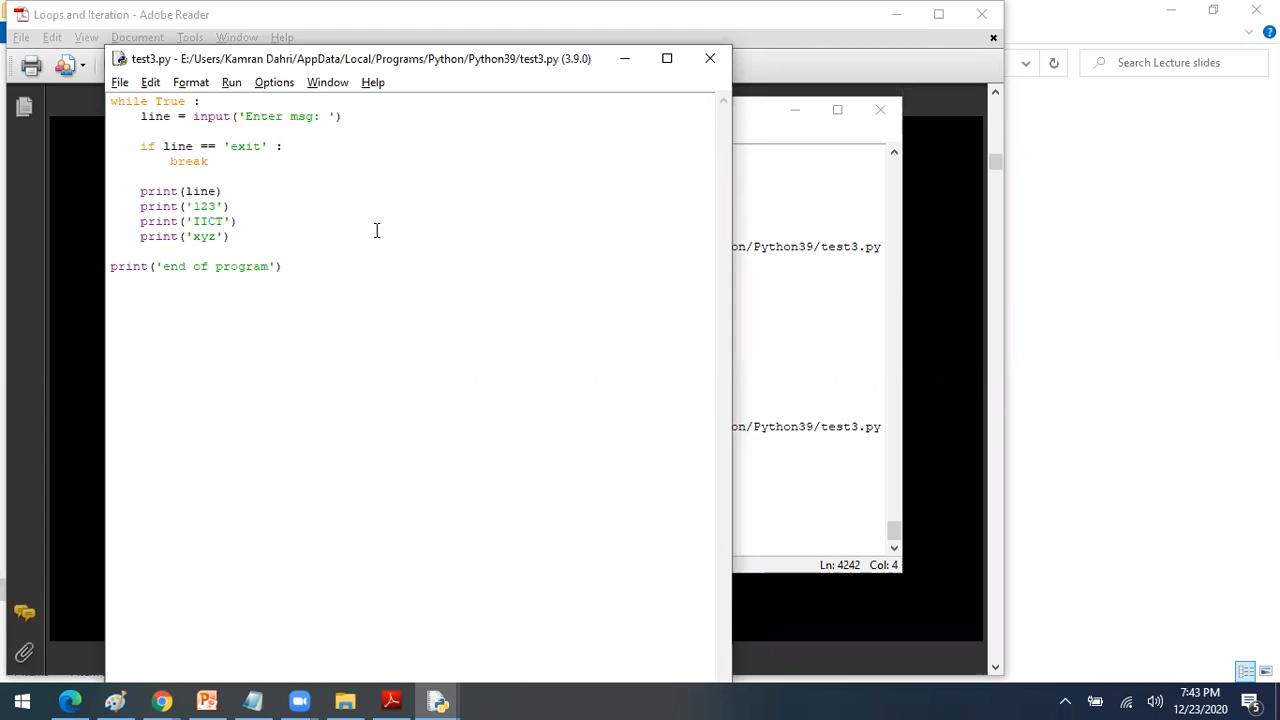 Loops and Iteration - Adobe Reader
File Edit View Document Tools Window Help
Search Lecture slides
test3.py - E:/Users/Kamran Dahri/AppData/Local/Programs/Python/Python39/test3.py (3.9.0)
File Edit Format Run Options Window Help
while True :
    line = input('Enter msg: ')
    if line == 'exit' :
        break
    print(line)
    print('123')
    print('IICT')
    print('xyz')
print('end of program')
on/Python39/test3.py
on/Python39/test3.py
Ln: 4242 Col: 4
7:43 PM
12/23/2020
5